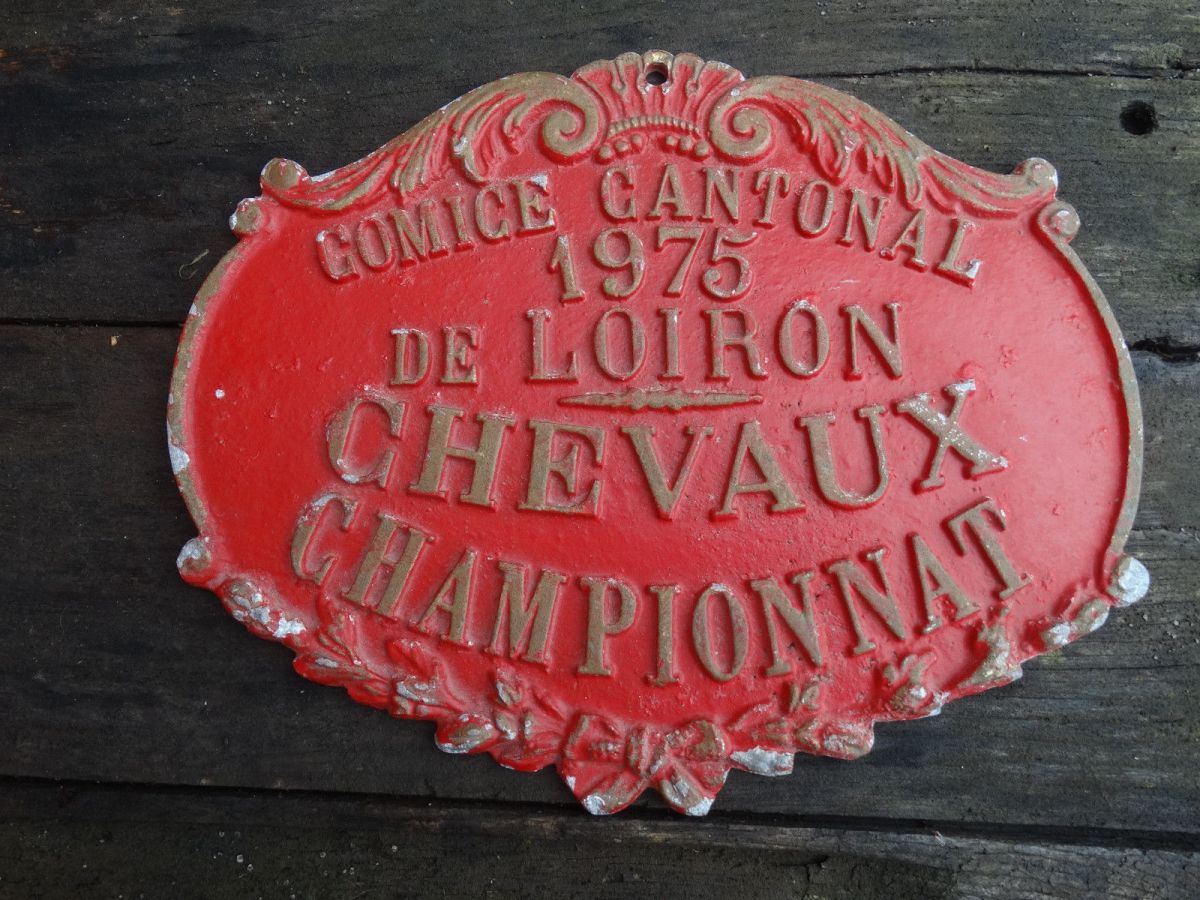 COMICE CANTONAL
1975
DE LOIRON
CHEVAUX
CHAMPIONNAT